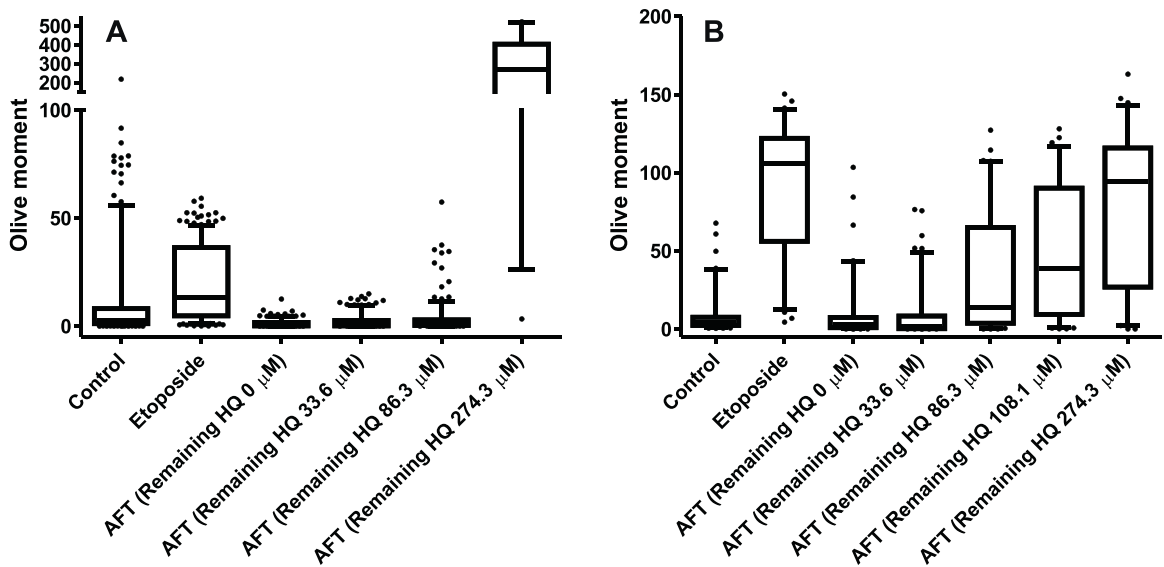 A
Olive moment
500
400
300
200
100
50
0
Control
Etoposide
AFT (Remaining HQ 0 μM)
AFT (Remaining HQ 33.6 μM)
AFT (Remaining HQ 86.3 μM)
AFT (Remaining HQ 274.3 μM)
B
Olive moment
200
150
100
50
0
Control
Etoposide
AFT (Remaining HQ 0 μM)
AFT (Remaining HQ 33.6 μM)
AFT (Remaining HQ 86.3 μM)
AFT (Remaining HQ 108.1 μM)
AFT (Remaining HQ 274.3 μM)